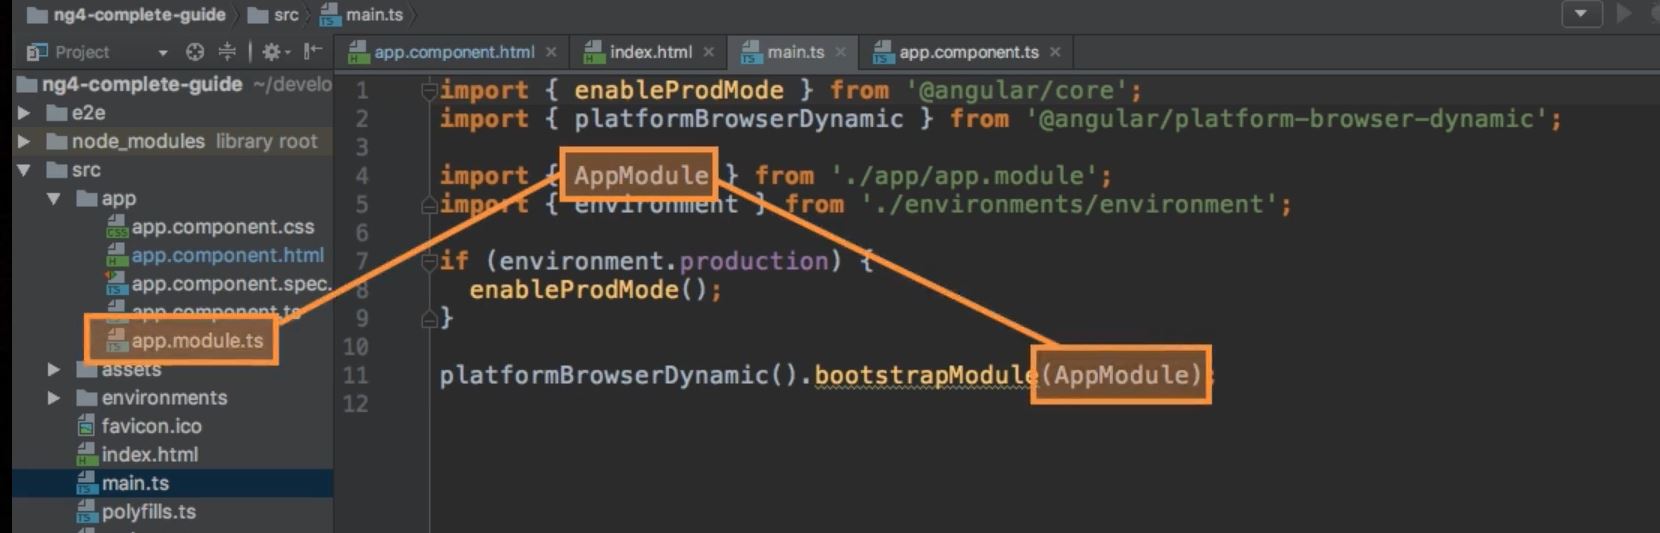 ng4-complete-guide src main.ts
Project
app.component.html index.html main.ts app.component.ts
ng4-complete-guide ~/develo
e2e
node_modules library root
src
app
app.component.css
app.component.html
app.component.spec.
app.component.ts
app.module.ts
assets
environments
favicon.ico
index.html
main.ts
polyfills.ts
1 import { enableProdMode } from '@angular/core';
2 import { platformBrowserDynamic } from '@angular/platform-browser-dynamic';
3
4 import { AppModule } from './app/app.module';
5 import { environment } from './environments/environment';
6
7 if (environment.production) {
8 enableProdMode();
9 }
10
11 platformBrowserDynamic().bootstrapModule(AppModule);
12